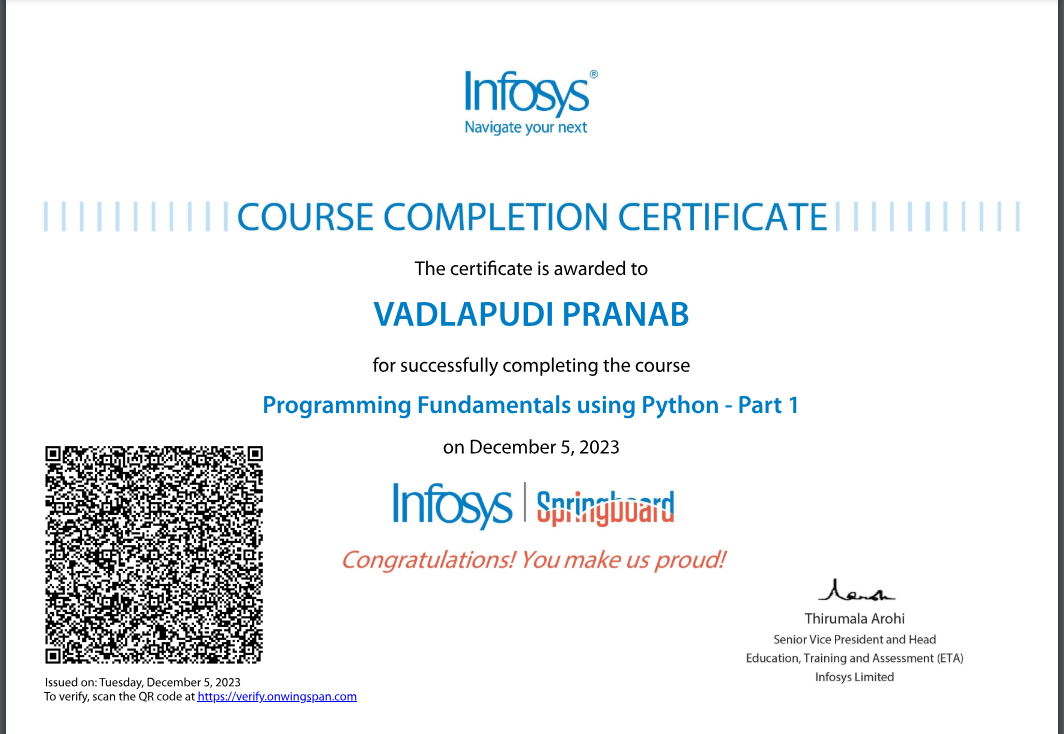 Infosys®
Navigate your next
COURSE COMPLETION CERTIFICATE
The certificate is awarded to
VADLAPUDI PRANAB
for successfully completing the course
Programming Fundamentals using Python - Part 1
on December 5, 2023
Infosys | Springboard
Congratulations! You make us proud!
Thirumala Arohi
Senior Vice President and Head
Education, Training and Assessment (ETA)
Infosys Limited
Issued on: Tuesday, December 5, 2023
To verify, scan the QR code at https://verify.onwingspan.com